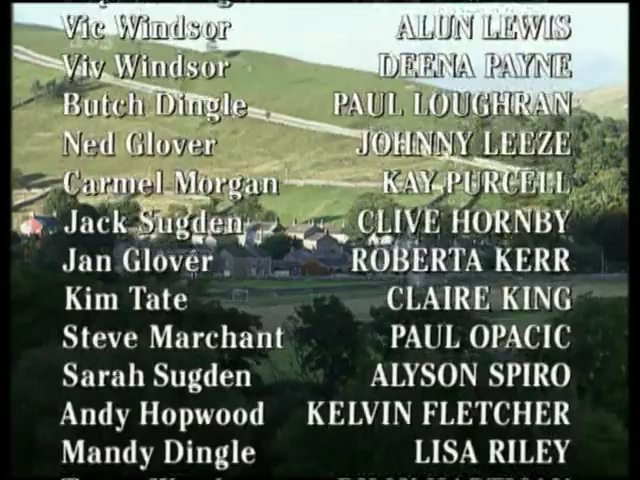 Vic Windsor ALUN LEWIS
Viv Windsor DEENA PAYNE
Butch Dingle PAUL LOUGHRAN
Ned Glover JOHNNY LEEZE
Carmel Morgan KAY PURCELL
Jack Sugden CLIVE HORNBY
Jan Glover ROBERTA KERR
Kim Tate CLAIRE KING
Steve Marchant PAUL OPACIC
Sarah Sugden ALYSON SPIRO
Andy Hopwood KELVIN FLETCHER
Mandy Dingle LISA RILEY